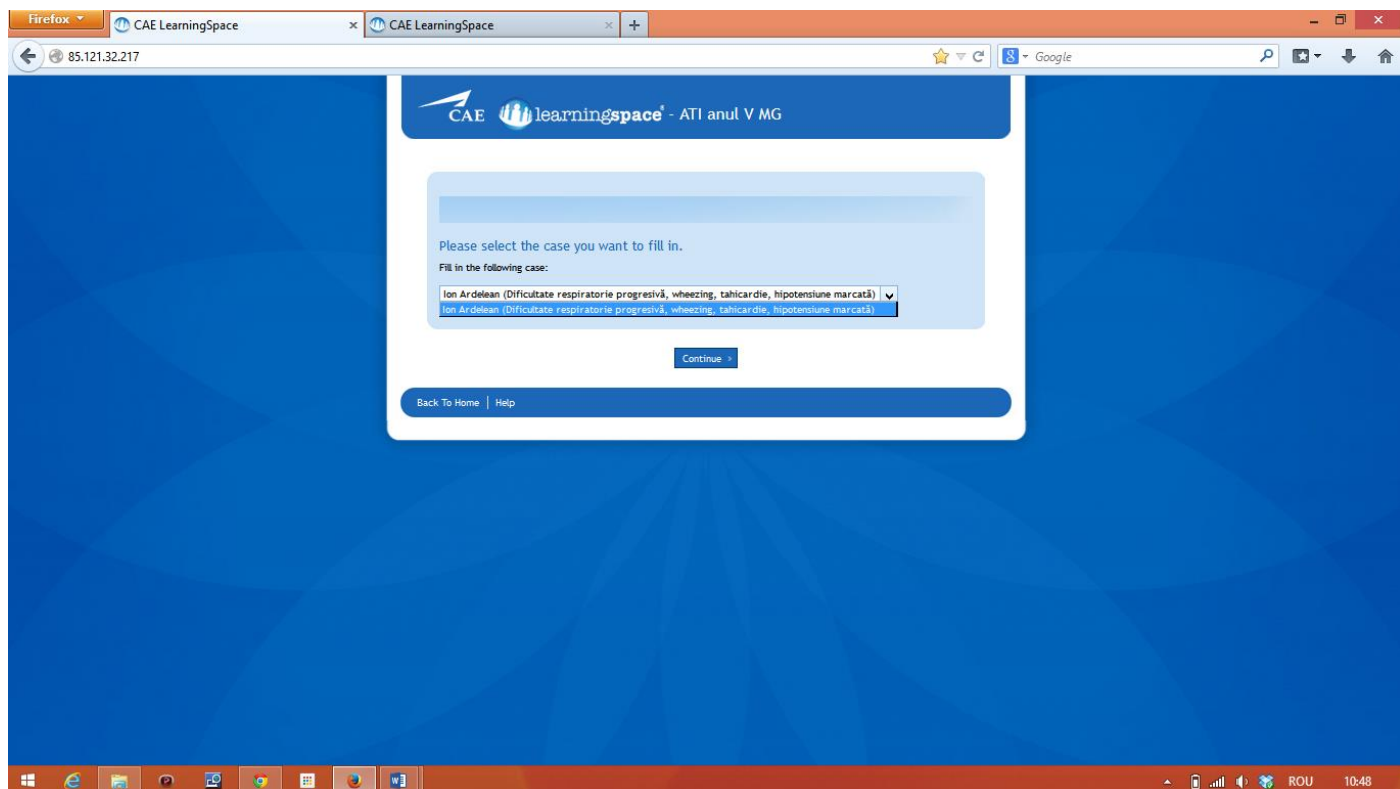 Firefox
CAE LearningSpace
CAE LearningSpace
85.121.32.217
Google
CAE learningspace - ATI anul V MG
Please select the case you want to fill in.
Fill in the following case:
Ion Ardelean (Dificultate respiratorie progresivă, wheezing, tahicardie, hipotensiune marcată)
Ion Ardelean (Dificultate respiratorie progresivă, wheezing, tahicardie, hipotensiune marcată)
Continue
Back To Home | Help
ROU 10:48